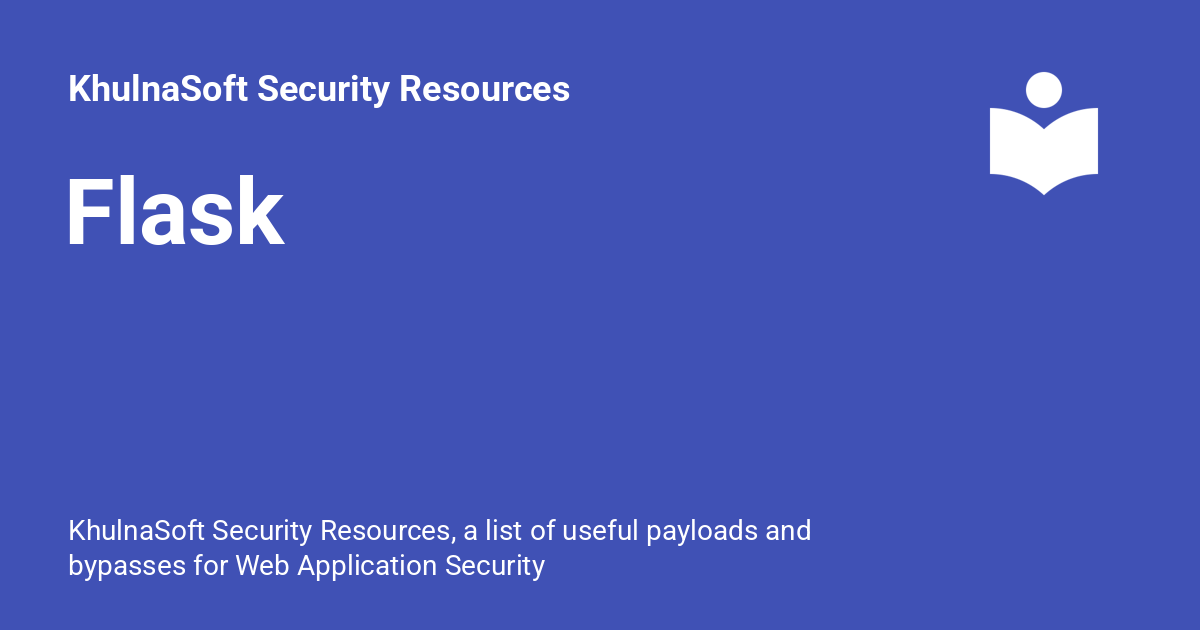 KhulnaSoft Security Resources
Flask
KhulnaSoft Security Resources, a list of useful payloads and
bypasses for Web Application Security